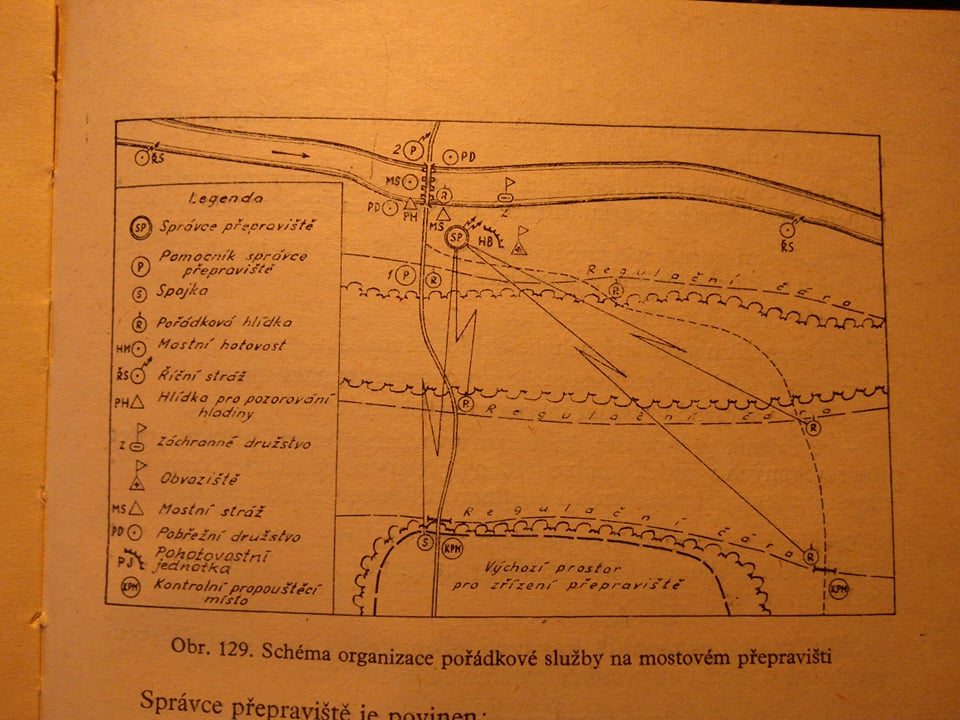 ŘS
2 P
PD
MS
R
PD
PH
MS
Z
SP
HB
ŘS
1 P
R
Regulační čára
R
Legenda
SP Správce přepraviště
P Pomocník správce
přepraviště
S Spojka
R Pořádková hlídka
HM Mostní hotovost
ŘS Říční stráž
PH Hlídka pro pozorování
hladiny
Z Záchranné družstvo
Obvaziště
MS Mostní stráž
PD Pobřežní družstvo
PJ Pohotovostní
jednotka
KPM Kontrolní propouštěcí
místo
R
Regulační čára
R
Regulační čára
S
KPM
R
KPM
Výchozí prostor
pro zřízení přepraviště
Obr. 129. Schéma organizace pořádkové služby na mostovém přepravišti
Správce přepraviště je povinen: